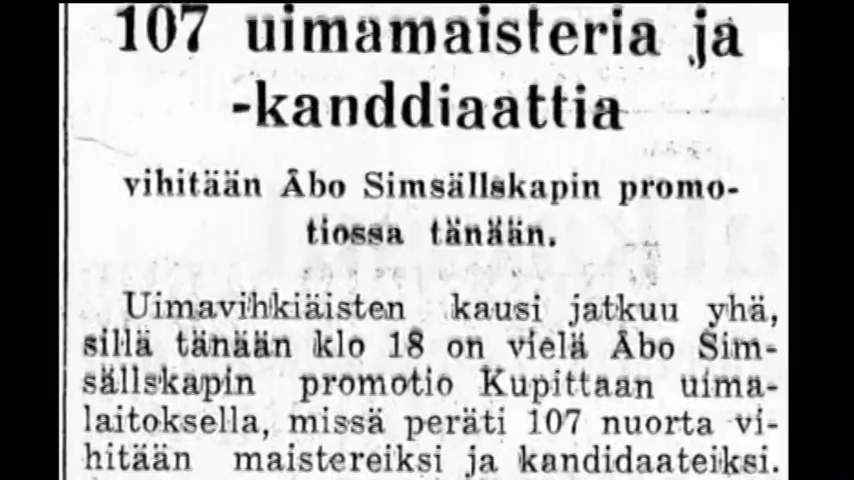 107 uimamaisteria ja
-kanddiaattia
vihitään Åbo Simsällskapin promo-
tiossa tänään.
Uimavihkiäisten kausi jatkuu yhä,
sillä tänään klo 18 on vielä Åbo Sim-
sällskapin promotio Kupittaan uima-
laitoksella, missä peräti 107 nuorta vi-
hitään maistereiksi ja kandidaateiksi.